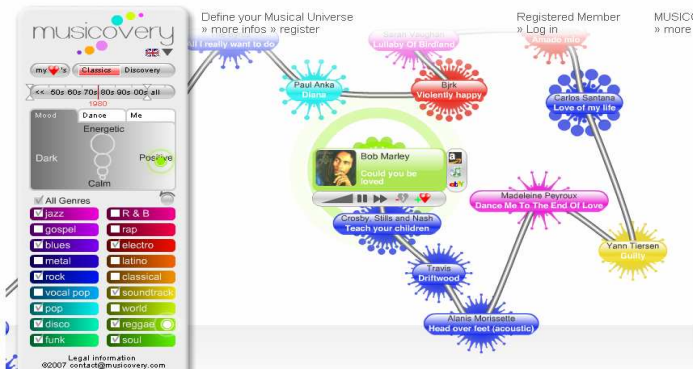 musicovery
my 's Classics Discovery
<< 50s 60s 70s 80s 90s 00s all
1980
Mood Dance Me
Energetic
Dark Positive
Calm
All Genres
jazz R & B
gospel rap
blues electro
metal latino
rock classical
vocal pop soundtrack
pop world
disco reggae
funk soul
Legal information
©2007 contact@musicovery.com
Define your Musical Universe
» more infos » register
Registered Member
» Log in
MUSICO
» more
All I really want to do
Sarah Vaughan
Lullaby Of Birdland
Paul Anka
Diana
Bjrk
Violently happy
Carlos Santana
Love of my life
Bob Marley
Could you be
loved
a
ebY
Crosby, Stills and Nash
Teach your children
Madeleine Peyroux
Dance Me To The End Of Love
Yann Tiersen
Guilty
Travis
Driftwood
Alanis Morissette
Head over feet (acoustic)